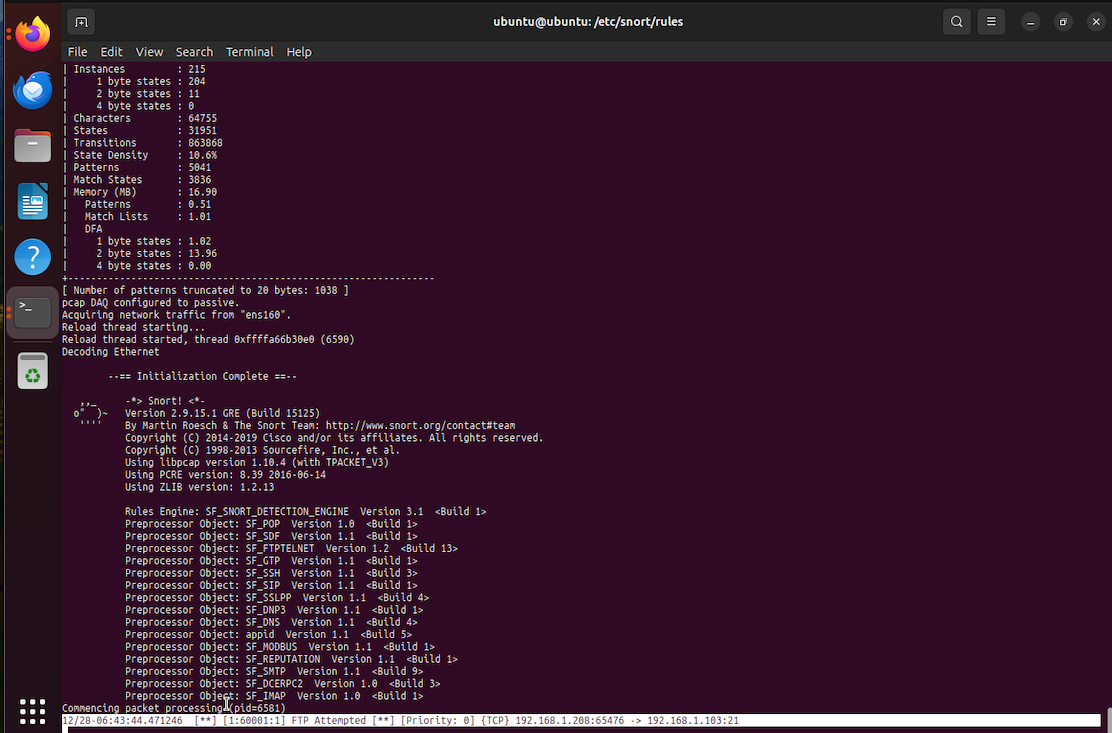 ubuntu@ubuntu: /etc/snort/rules
File Edit View Search Terminal Help
| Instances : 215
| 1 byte states : 204
| 2 byte states : 11
| 4 byte states : 0
| Characters : 64755
| States : 31951
| Transitions : 863868
| State Density : 10.6%
| Patterns : 5041
| Match States : 3836
| Memory (MB) : 16.90
| Patterns : 0.51
| Match Lists : 1.01
| DFA
| 1 byte states : 1.02
| 2 byte states : 13.96
| 4 byte states : 0.00
+----------------------------------------------------------------
[ Number of patterns truncated to 20 bytes: 1038 ]
pcap DAQ configured to passive.
Acquiring network traffic from "ens160".
Reload thread starting...
Reload thread started, thread 0xffffa66b30e0 (6590)
Decoding Ethernet
--== Initialization Complete ==--
,,_ -*> Snort! <*-
o" )~ Version 2.9.15.1 GRE (Build 15125)
'''' By Martin Roesch & The Snort Team: http://www.snort.org/contact#team
Copyright (C) 2014-2019 Cisco and/or its affiliates. All rights reserved.
Copyright (C) 1998-2013 Sourcefire, Inc., et al.
Using libpcap version 1.10.4 (with TPACKET_V3)
Using PCRE version: 8.39 2016-06-14
Using ZLIB version: 1.2.13
Rules Engine: SF_SNORT_DETECTION_ENGINE Version 3.1 <Build 1>
Preprocessor Object: SF_POP Version 1.0 <Build 1>
Preprocessor Object: SF_SDF Version 1.1 <Build 1>
Preprocessor Object: SF_FTPTELNET Version 1.2 <Build 13>
Preprocessor Object: SF_GTP Version 1.1 <Build 1>
Preprocessor Object: SF_SSH Version 1.1 <Build 3>
Preprocessor Object: SF_SIP Version 1.1 <Build 1>
Preprocessor Object: SF_SSLPP Version 1.1 <Build 4>
Preprocessor Object: SF_DNP3 Version 1.1 <Build 1>
Preprocessor Object: SF_DNS Version 1.1 <Build 4>
Preprocessor Object: appid Version 1.1 <Build 5>
Preprocessor Object: SF_MODBUS Version 1.1 <Build 1>
Preprocessor Object: SF_REPUTATION Version 1.1 <Build 1>
Preprocessor Object: SF_SMTP Version 1.1 <Build 9>
Preprocessor Object: SF_DCERPC2 Version 1.0 <Build 3>
Preprocessor Object: SF_IMAP Version 1.0 <Build 1>
Commencing packet processing (pid=6581)
12/28-06:43:44.471246 [**] [1:60001:1] FTP Attempted [**] [Priority: 0] {TCP} 192.168.1.208:65476 -> 192.168.1.103:21